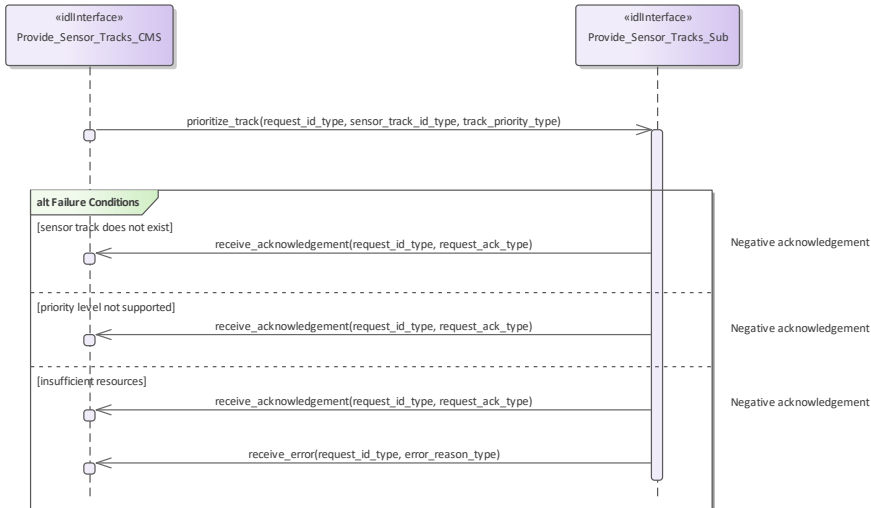 «idlInterface»
Provide_Sensor_Tracks_CMS
«idlInterface»
Provide_Sensor_Tracks_Sub
prioritize_track(request_id_type, sensor_track_id_type, track_priority_type)
alt Failure Conditions
[sensor track does not exist]
receive_acknowledgement(request_id_type, request_ack_type)
Negative acknowledgement
[priority level not supported]
receive_acknowledgement(request_id_type, request_ack_type)
Negative acknowledgement
[insufficient resources]
receive_acknowledgement(request_id_type, request_ack_type)
Negative acknowledgement
receive_error(request_id_type, error_reason_type)